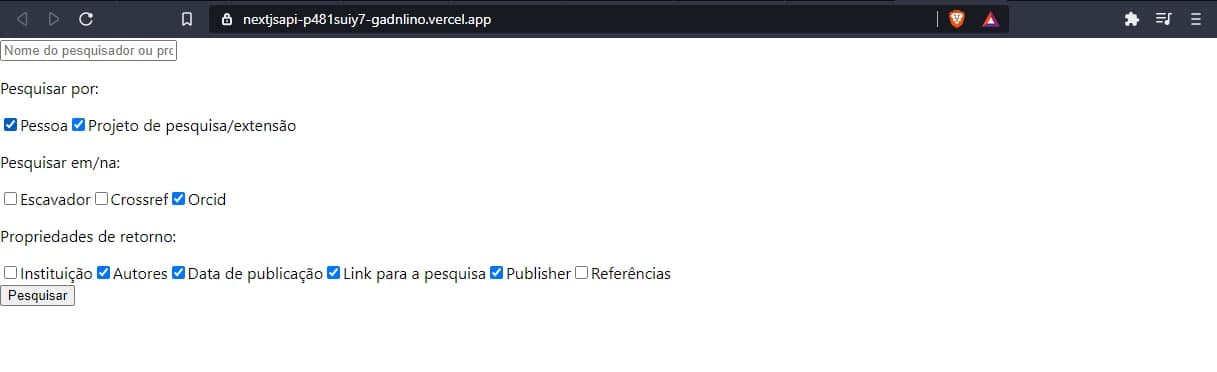 nextjsapi-p481suiy7-gadnlino.vercel.app
Nome do pesquisador ou pro
Pesquisar por:
Pessoa Projeto de pesquisa/extensão
Pesquisar em/na:
Escavador Crossref Orcid
Propriedades de retorno:
Instituição Autores Data de publicação Link para a pesquisa Publisher Referências
Pesquisar